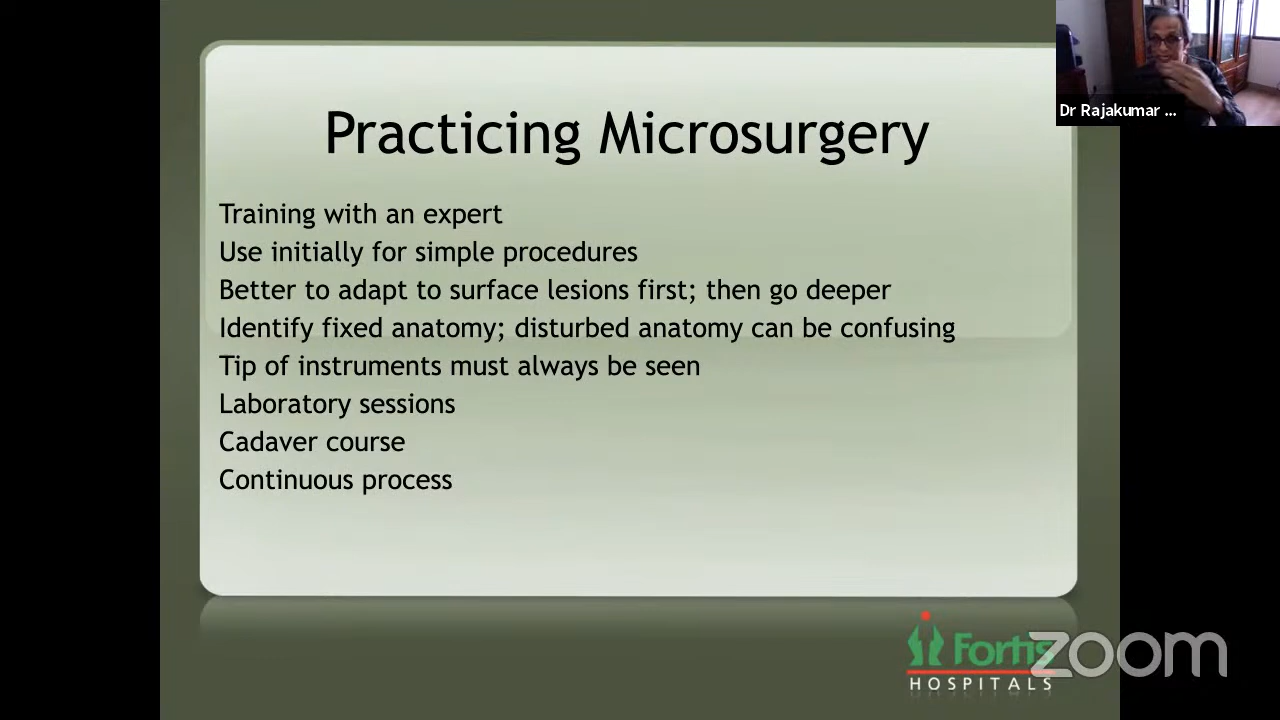 Practicing Microsurgery
Training with an expert
Use initially for simple procedures
Better to adapt to surface lesions first; then go deeper
Identify fixed anatomy; disturbed anatomy can be confusing
Tip of instruments must always be seen
Laboratory sessions
Cadaver course
Continuous process
Dr Rajakumar ...
Fortis
HOSPITALS
zoom